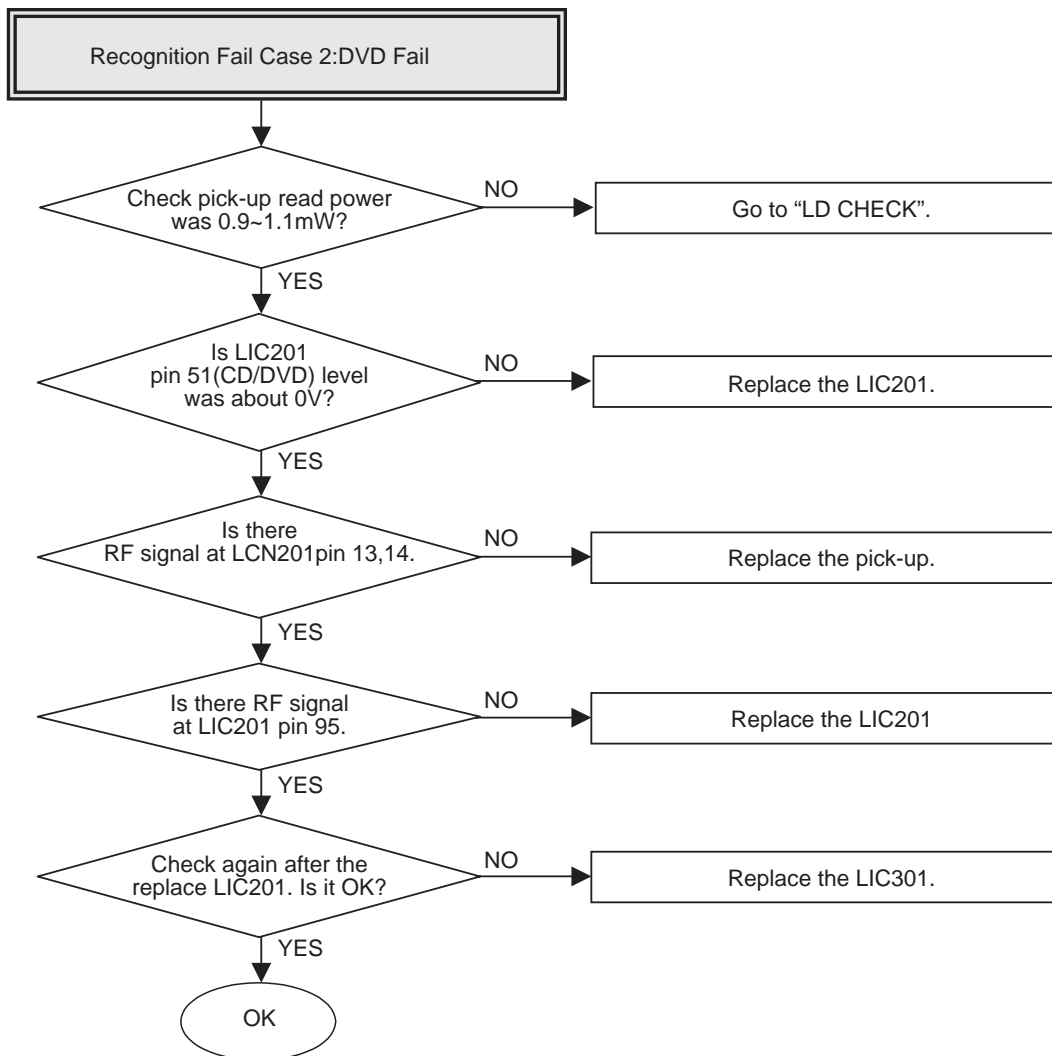 Recognition Fail Case 2:DVD Fail
Check pick-up read power
was 0.9~1.1mW?
NO
Go to “LD CHECK”.
YES
Is LIC201
pin 51(CD/DVD) level
was about 0V?
NO
Replace the LIC201.
YES
Is there
RF signal at LCN201pin 13,14.
NO
Replace the pick-up.
YES
Is there RF signal
at LIC201 pin 95.
NO
Replace the LIC201
YES
Check again after the
replace LIC201. Is it OK?
NO
Replace the LIC301.
YES
OK